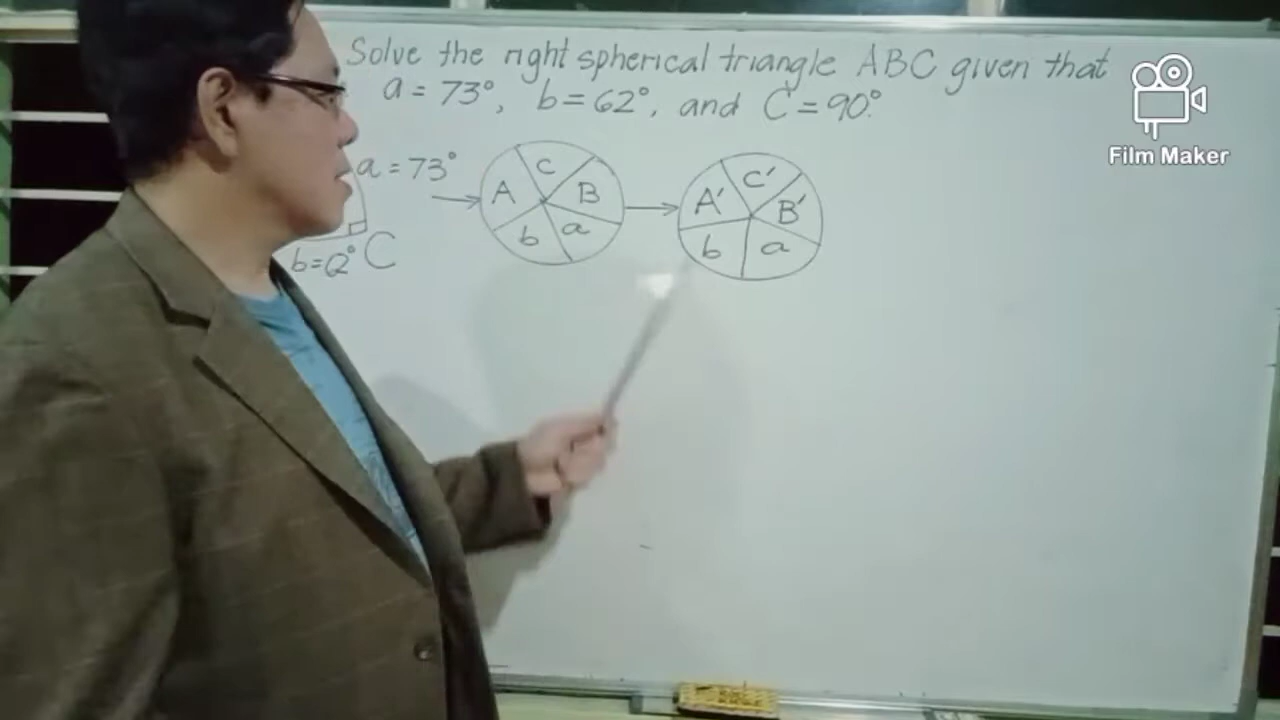 Solve the right spherical triangle ABC given that
a = 73°, b = 62°, and C = 90°.
Film Maker
a = 73°
b = 62° C
A C B b a
A' C' B' b a